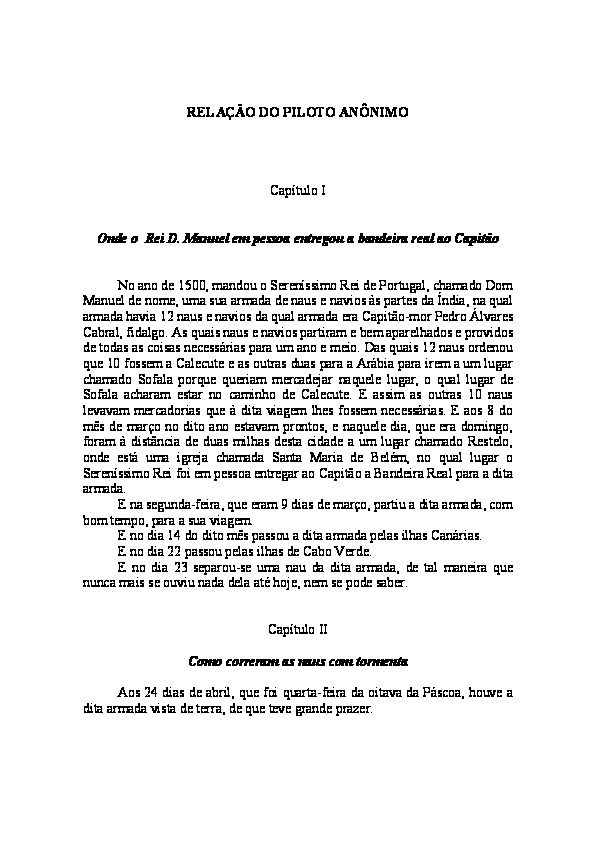 RELAÇÃO DO PILOTO ANÔNIMO
Capítulo I
Onde o Rei D. Manuel em pessoa entregou a bandeira real ao Capitão
No ano de 1500, mandou o Sereníssimo Rei de Portugal, chamado Dom
Manuel de nome, uma sua armada de naus e navios às partes da Índia, na qual
armada havia 12 naus e navios da qual armada era Capitão-mor Pedro Álvares
Cabral, fidalgo. As quais naus e navios partiram e bem aparelhados e providos
de todas as coisas necessárias para um ano e meio. Das quais 12 naus ordenou
que 10 fossem a Calecute e as outras duas para a Arábia para irem a um lugar
chamado Sofala porque queriam mercadejar naquele lugar, o qual lugar de
Sofala acharam estar no caminho de Calecute. E assim as outras 10 naus
levavam mercadorias que à dita viagem lhes fossem necessárias. E aos 8 do
mês de março no dito ano estavam prontos, e naquele dia, que era domingo,
foram à distância de duas milhas desta cidade a um lugar chamado Restelo,
onde está uma igreja chamada Santa Maria de Belém, no qual lugar o
Sereníssimo Rei foi em pessoa entregar ao Capitão a Bandeira Real para a dita
armada.
E na segunda-feira, que eram 9 dias de março, partiu a dita armada, com
bom tempo, para a sua viagem.
E no dia 14 do dito mês passou a dita armada pelas ilhas Canárias.
E no dia 22 passou pelas ilhas de Cabo Verde.
E no dia 23 separou-se uma nau da dita armada, de tal maneira que
nunca mais se ouviu nada dela até hoje, nem se pode saber.
Capítulo II
Como correram as naus com tormenta
Aos 24 dias de abril, que foi quarta-feira da oitava da Páscoa, houve a
dita armada vista de terra, de que teve grande prazer.